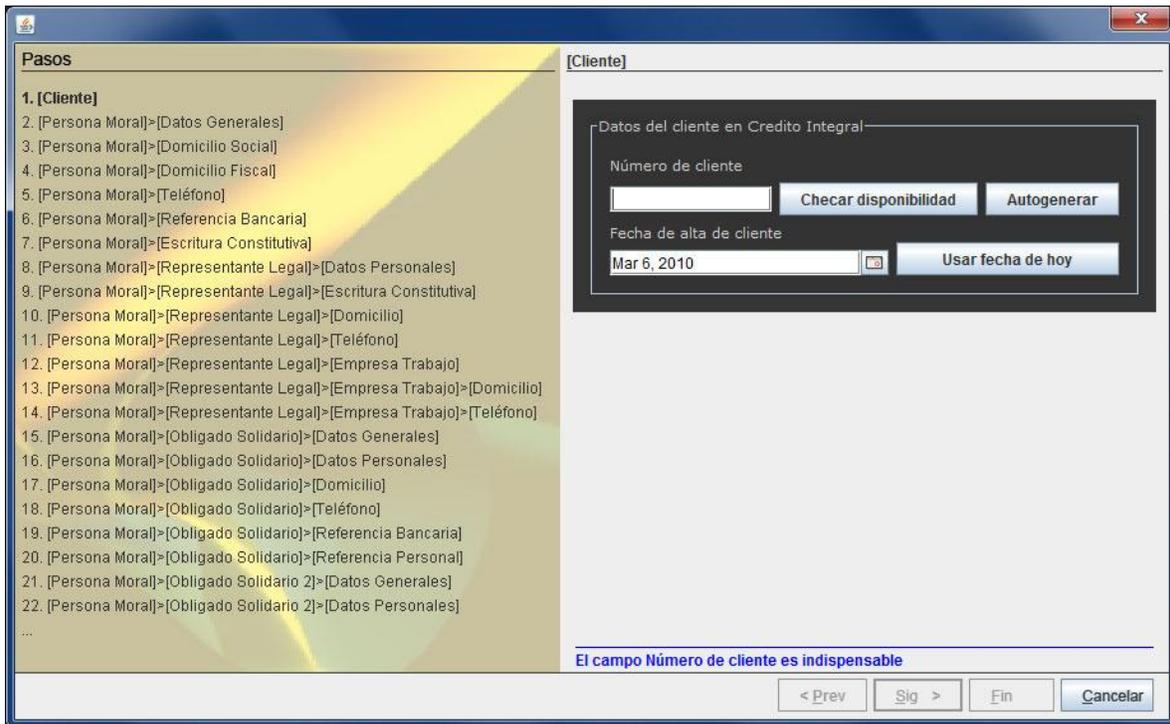 Pasos
1. [Cliente]
2. [Persona Moral]>[Datos Generales]
3. [Persona Moral]>[Domicilio Social]
4. [Persona Moral]>[Domicilio Fiscal]
5. [Persona Moral]>[Teléfono]
6. [Persona Moral]>[Referencia Bancaria]
7. [Persona Moral]>[Escritura Constitutiva]
8. [Persona Moral]>[Representante Legal]>[Datos Personales]
9. [Persona Moral]>[Representante Legal]>[Escritura Constitutiva]
10. [Persona Moral]>[Representante Legal]>[Domicilio]
11. [Persona Moral]>[Representante Legal]>[Teléfono]
12. [Persona Moral]>[Representante Legal]>[Empresa Trabajo]
13. [Persona Moral]>[Representante Legal]>[Empresa Trabajo]>[Domicilio]
14. [Persona Moral]>[Representante Legal]>[Empresa Trabajo]>[Teléfono]
15. [Persona Moral]>[Obligado Solidario]>[Datos Generales]
16. [Persona Moral]>[Obligado Solidario]>[Datos Personales]
17. [Persona Moral]>[Obligado Solidario]>[Domicilio]
18. [Persona Moral]>[Obligado Solidario]>[Teléfono]
19. [Persona Moral]>[Obligado Solidario]>[Referencia Bancaria]
20. [Persona Moral]>[Obligado Solidario]>[Referencia Personal]
21. [Persona Moral]>[Obligado Solidario 2]>[Datos Generales]
22. [Persona Moral]>[Obligado Solidario 2]>[Datos Personales]
...
[Cliente]
Datos del cliente en Credito Integral
Número de cliente
Checar disponibilidad Autogenerar
Fecha de alta de cliente
Mar 6, 2010 Usar fecha de hoy
El campo Número de cliente es indispensable
< Prev Sig > Fin Cancelar